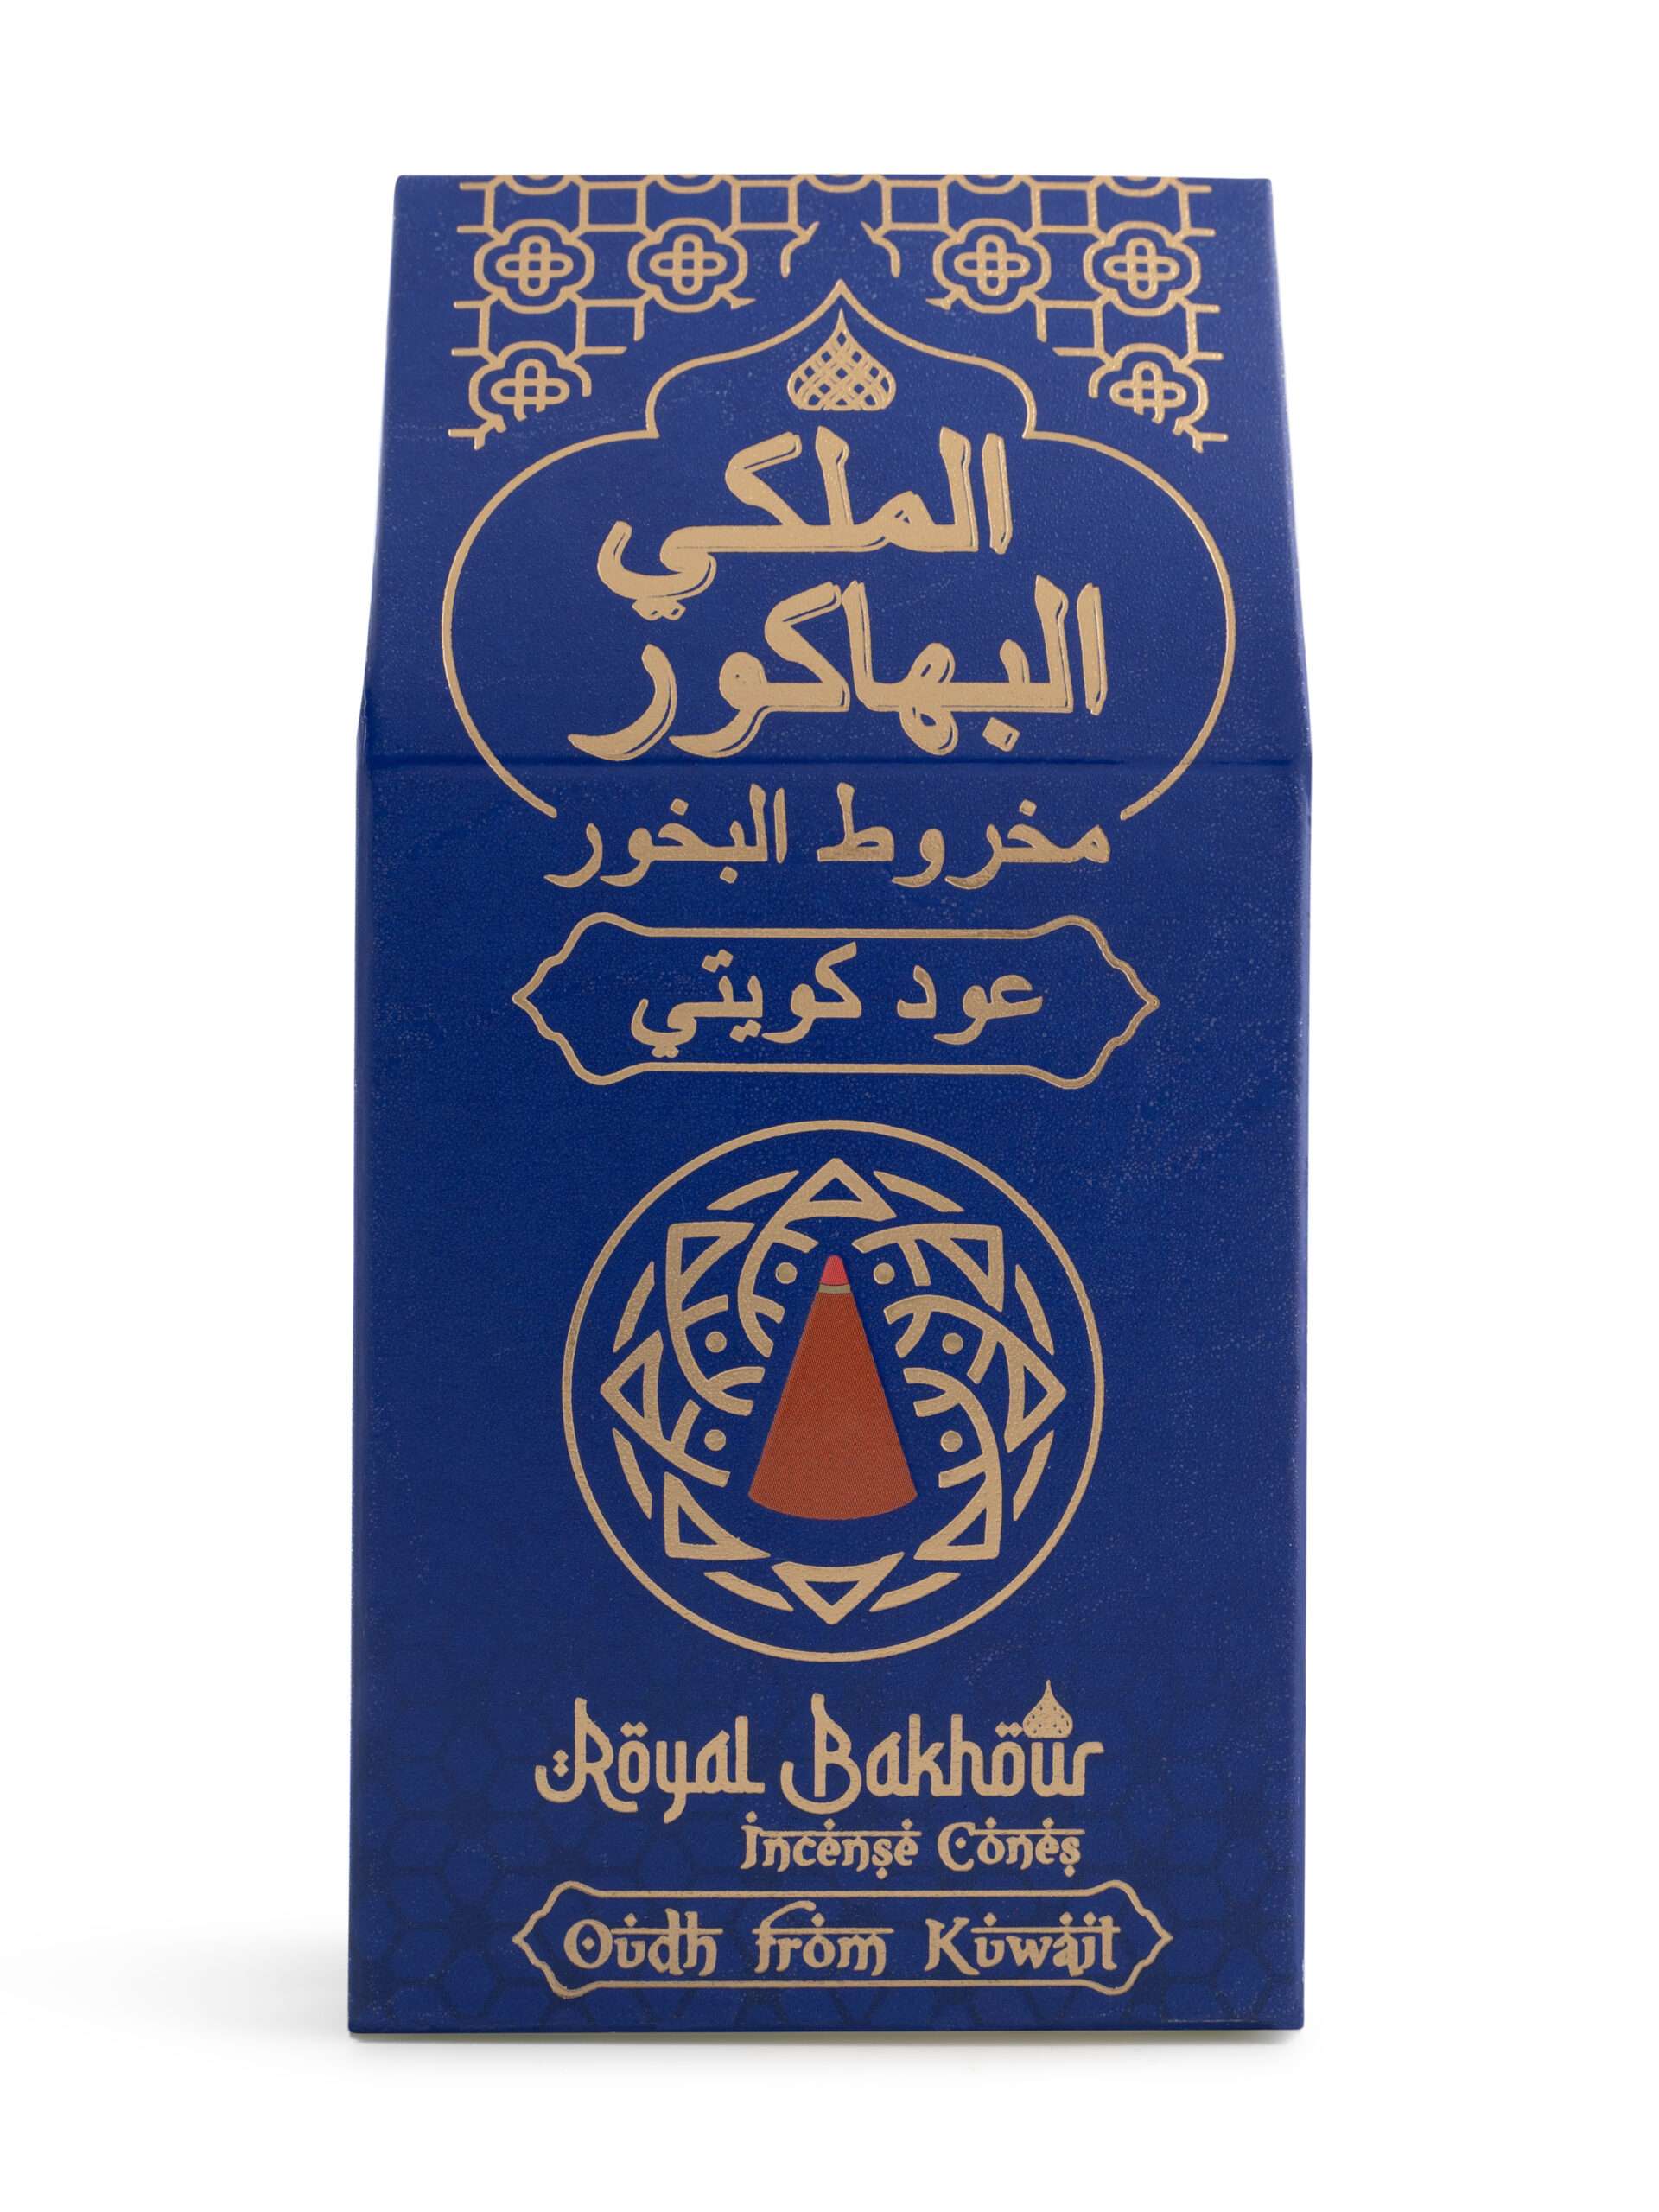 الملكي
البهاكور
مخروط البخور
عود كويتي
Royal Bakhour
Incense Cones
Oudh from Kuwait